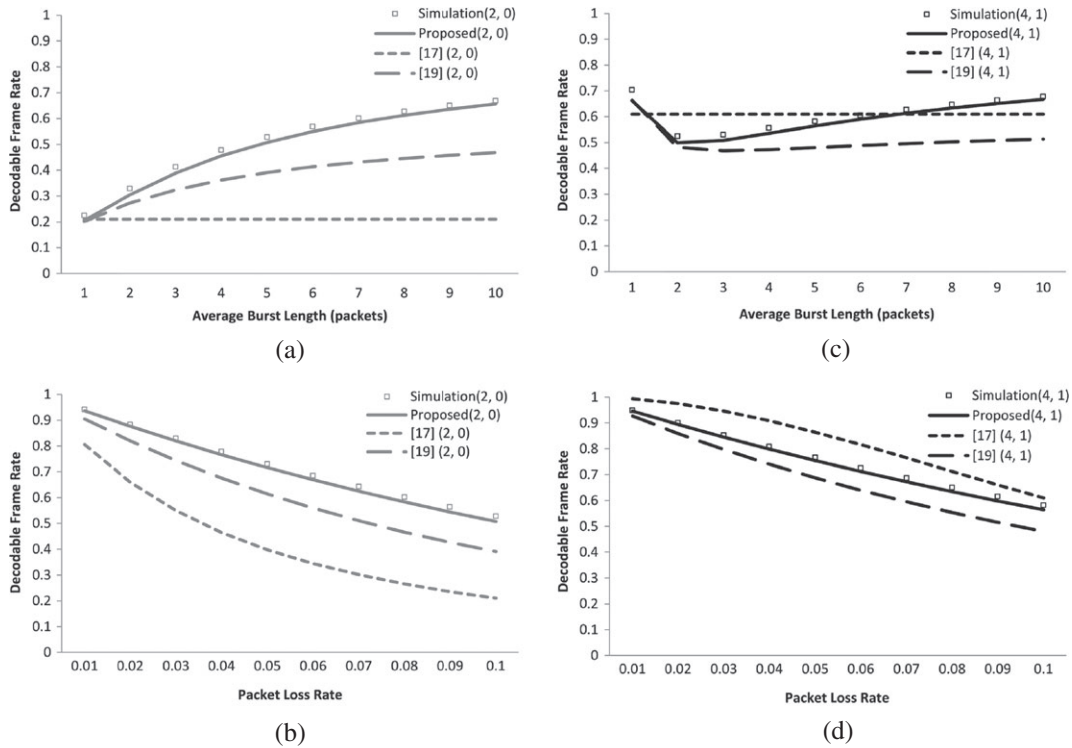 Decodable Frame Rate
1
0.9
0.8
0.7
0.6
0.5
0.4
0.3
0.2
0.1
0
Simulation(2, 0)
Proposed(2, 0)
[17] (2, 0)
[19] (2, 0)
1 2 3 4 5 6 7 8 9 10
Average Burst Length (packets)
(a)
Decodable Frame Rate
1
0.9
0.8
0.7
0.6
0.5
0.4
0.3
0.2
0.1
0
Simulation(4, 1)
Proposed(4, 1)
[17] (4, 1)
[19] (4, 1)
1 2 3 4 5 6 7 8 9 10
Average Burst Length (packets)
(c)
Decodable Frame Rate
1
0.9
0.8
0.7
0.6
0.5
0.4
0.3
0.2
0.1
0
Simulation(2, 0)
Proposed(2, 0)
[17] (2, 0)
[19] (2, 0)
0.01 0.02 0.03 0.04 0.05 0.06 0.07 0.08 0.09 0.1
Packet Loss Rate
(b)
Decodable Frame Rate
1
0.9
0.8
0.7
0.6
0.5
0.4
0.3
0.2
0.1
0
Simulation(4, 1)
Proposed(4, 1)
[17] (4, 1)
[19] (4, 1)
0.01 0.02 0.03 0.04 0.05 0.06 0.07 0.08 0.09 0.1
Packet Loss Rate
(d)